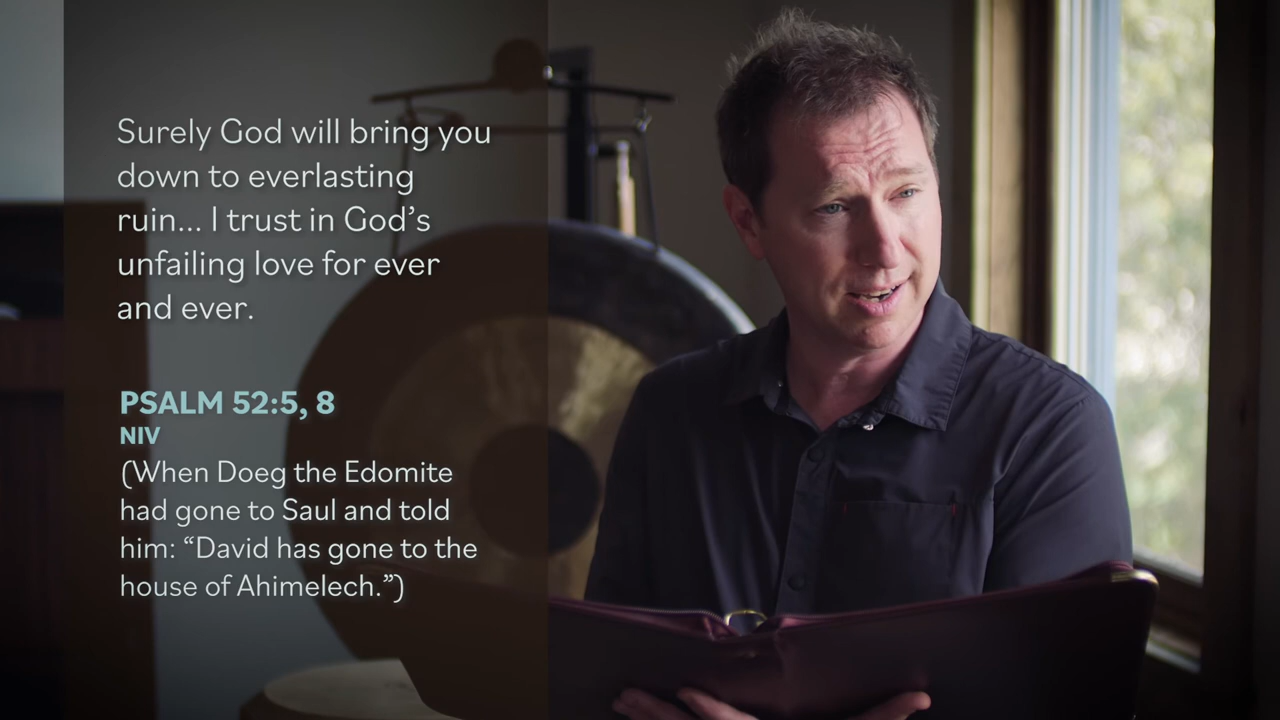 Surely God will bring you
down to everlasting
ruin... I trust in God’s
unfailing love for ever
and ever.
PSALM 52:5, 8
NIV
(When Doeg the Edomite
had gone to Saul and told
him: “David has gone to the
house of Ahimelech.”)